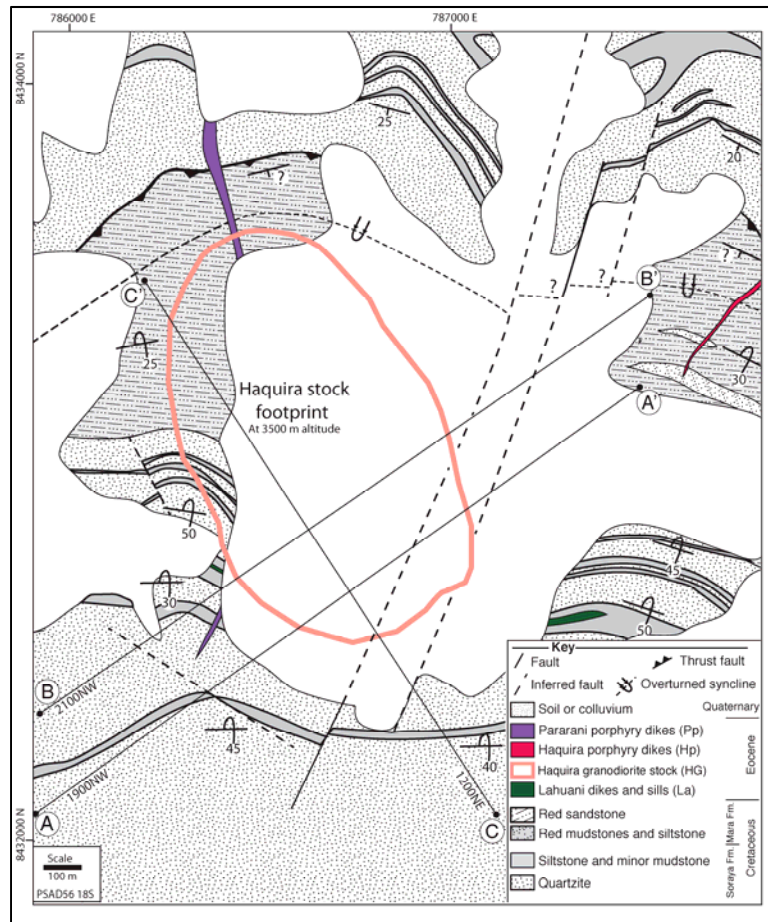 786000 E
787000 E
8434000 N
25
20
?
C'
?
?
B'
?
25
Haquira stock
footprint
At 3500 m altitude
30
A'
50
45
30
50
B
2100NW
45
40
1900NW
1200NE
A
C
8432000 N
Scale
100 m
PSAD56 18S
Key
Fault
Thrust fault
Inferred fault
Overturned syncline
Soil or colluvium
Quaternary
Pararani porphyry dikes (Pp)
Haquira porphyry dikes (Hp)
Haquira granodiorite stock (HG)
Lahuani dikes and sills (La)
Eocene
Red sandstone
Red mudstones and siltstone
Siltstone and minor mudstone
Quartzite
Soraya Fm.
Mara Fm.
Cretaceous